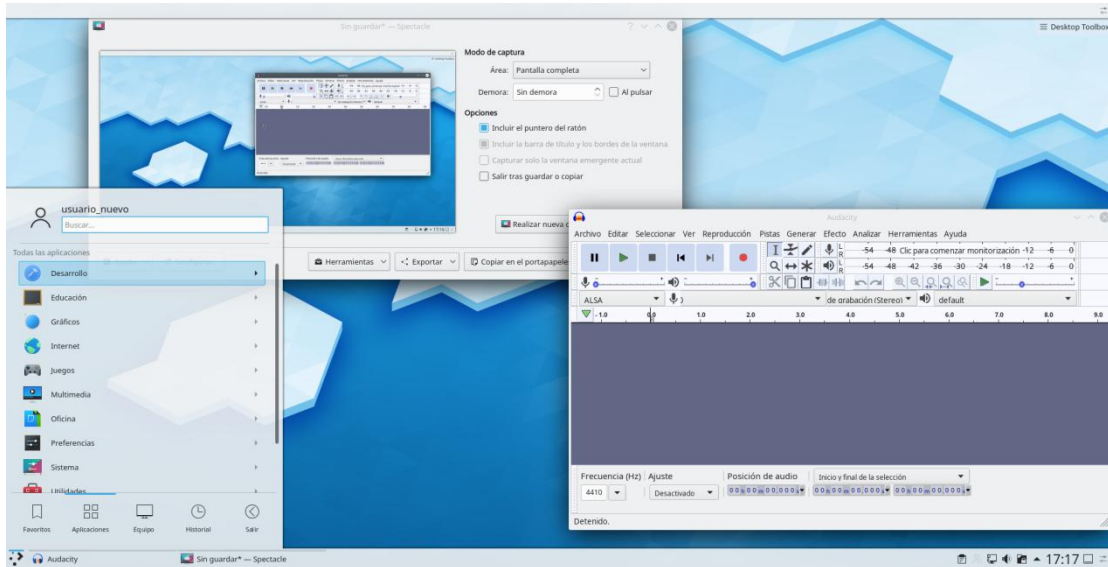 Sin guardar* — Spectacle
Desktop Toolbox
Modo de captura
Área: Pantalla completa
Demora: Sin demora Al pulsar
Opciones
Incluir el puntero del ratón
Incluir la barra de título y los bordes de la ventana
Capturar solo la ventana emergente actual
Salir tras guardar o copiar
Realizar nueva
Herramientas Exportar Copiar en el portapapeles
usuario_nuevo
Buscar...
Todas las aplicaciones
Desarrollo
Educación
Gráficos
Internet
Juegos
Multimedia
Oficina
Preferencias
Sistema
Utilidades
Favoritos Aplicaciones Equipo Historial Salir
Audacity
Archivo Editar Seleccionar Ver Reproducción Pistas Generar Efecto Analizar Herramientas Ayuda
L R -54 -48 Clic para comenzar monitorización -12 -6 0
L R -54 -48 -42 -36 -30 -24 -18 -12 -6 0
ALSA de grabación (Stereo) default
-1.0 0.0 1.0 2.0 3.0 4.0 5.0 6.0 7.0 8.0 9.0
Frecuencia (Hz) Ajuste Posición de audio Inicio y final de la selección
4410 Desactivado 00h00m00,000s 00h00m00,000s 00h00m00,000s
Detenido.
Audacity Sin guardar* — Spectacle 17:17